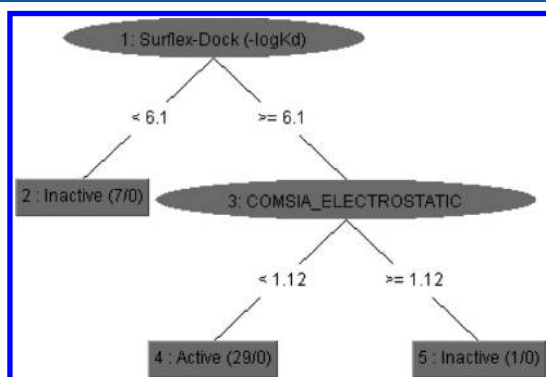 1: Surflex-Dock (-logKd)
< 6.1
>= 6.1
2 : Inactive (7/0)
3: COMSIA_ELECTROSTATIC
< 1.12
>= 1.12
4 : Active (29/0)
5 : Inactive (1/0)